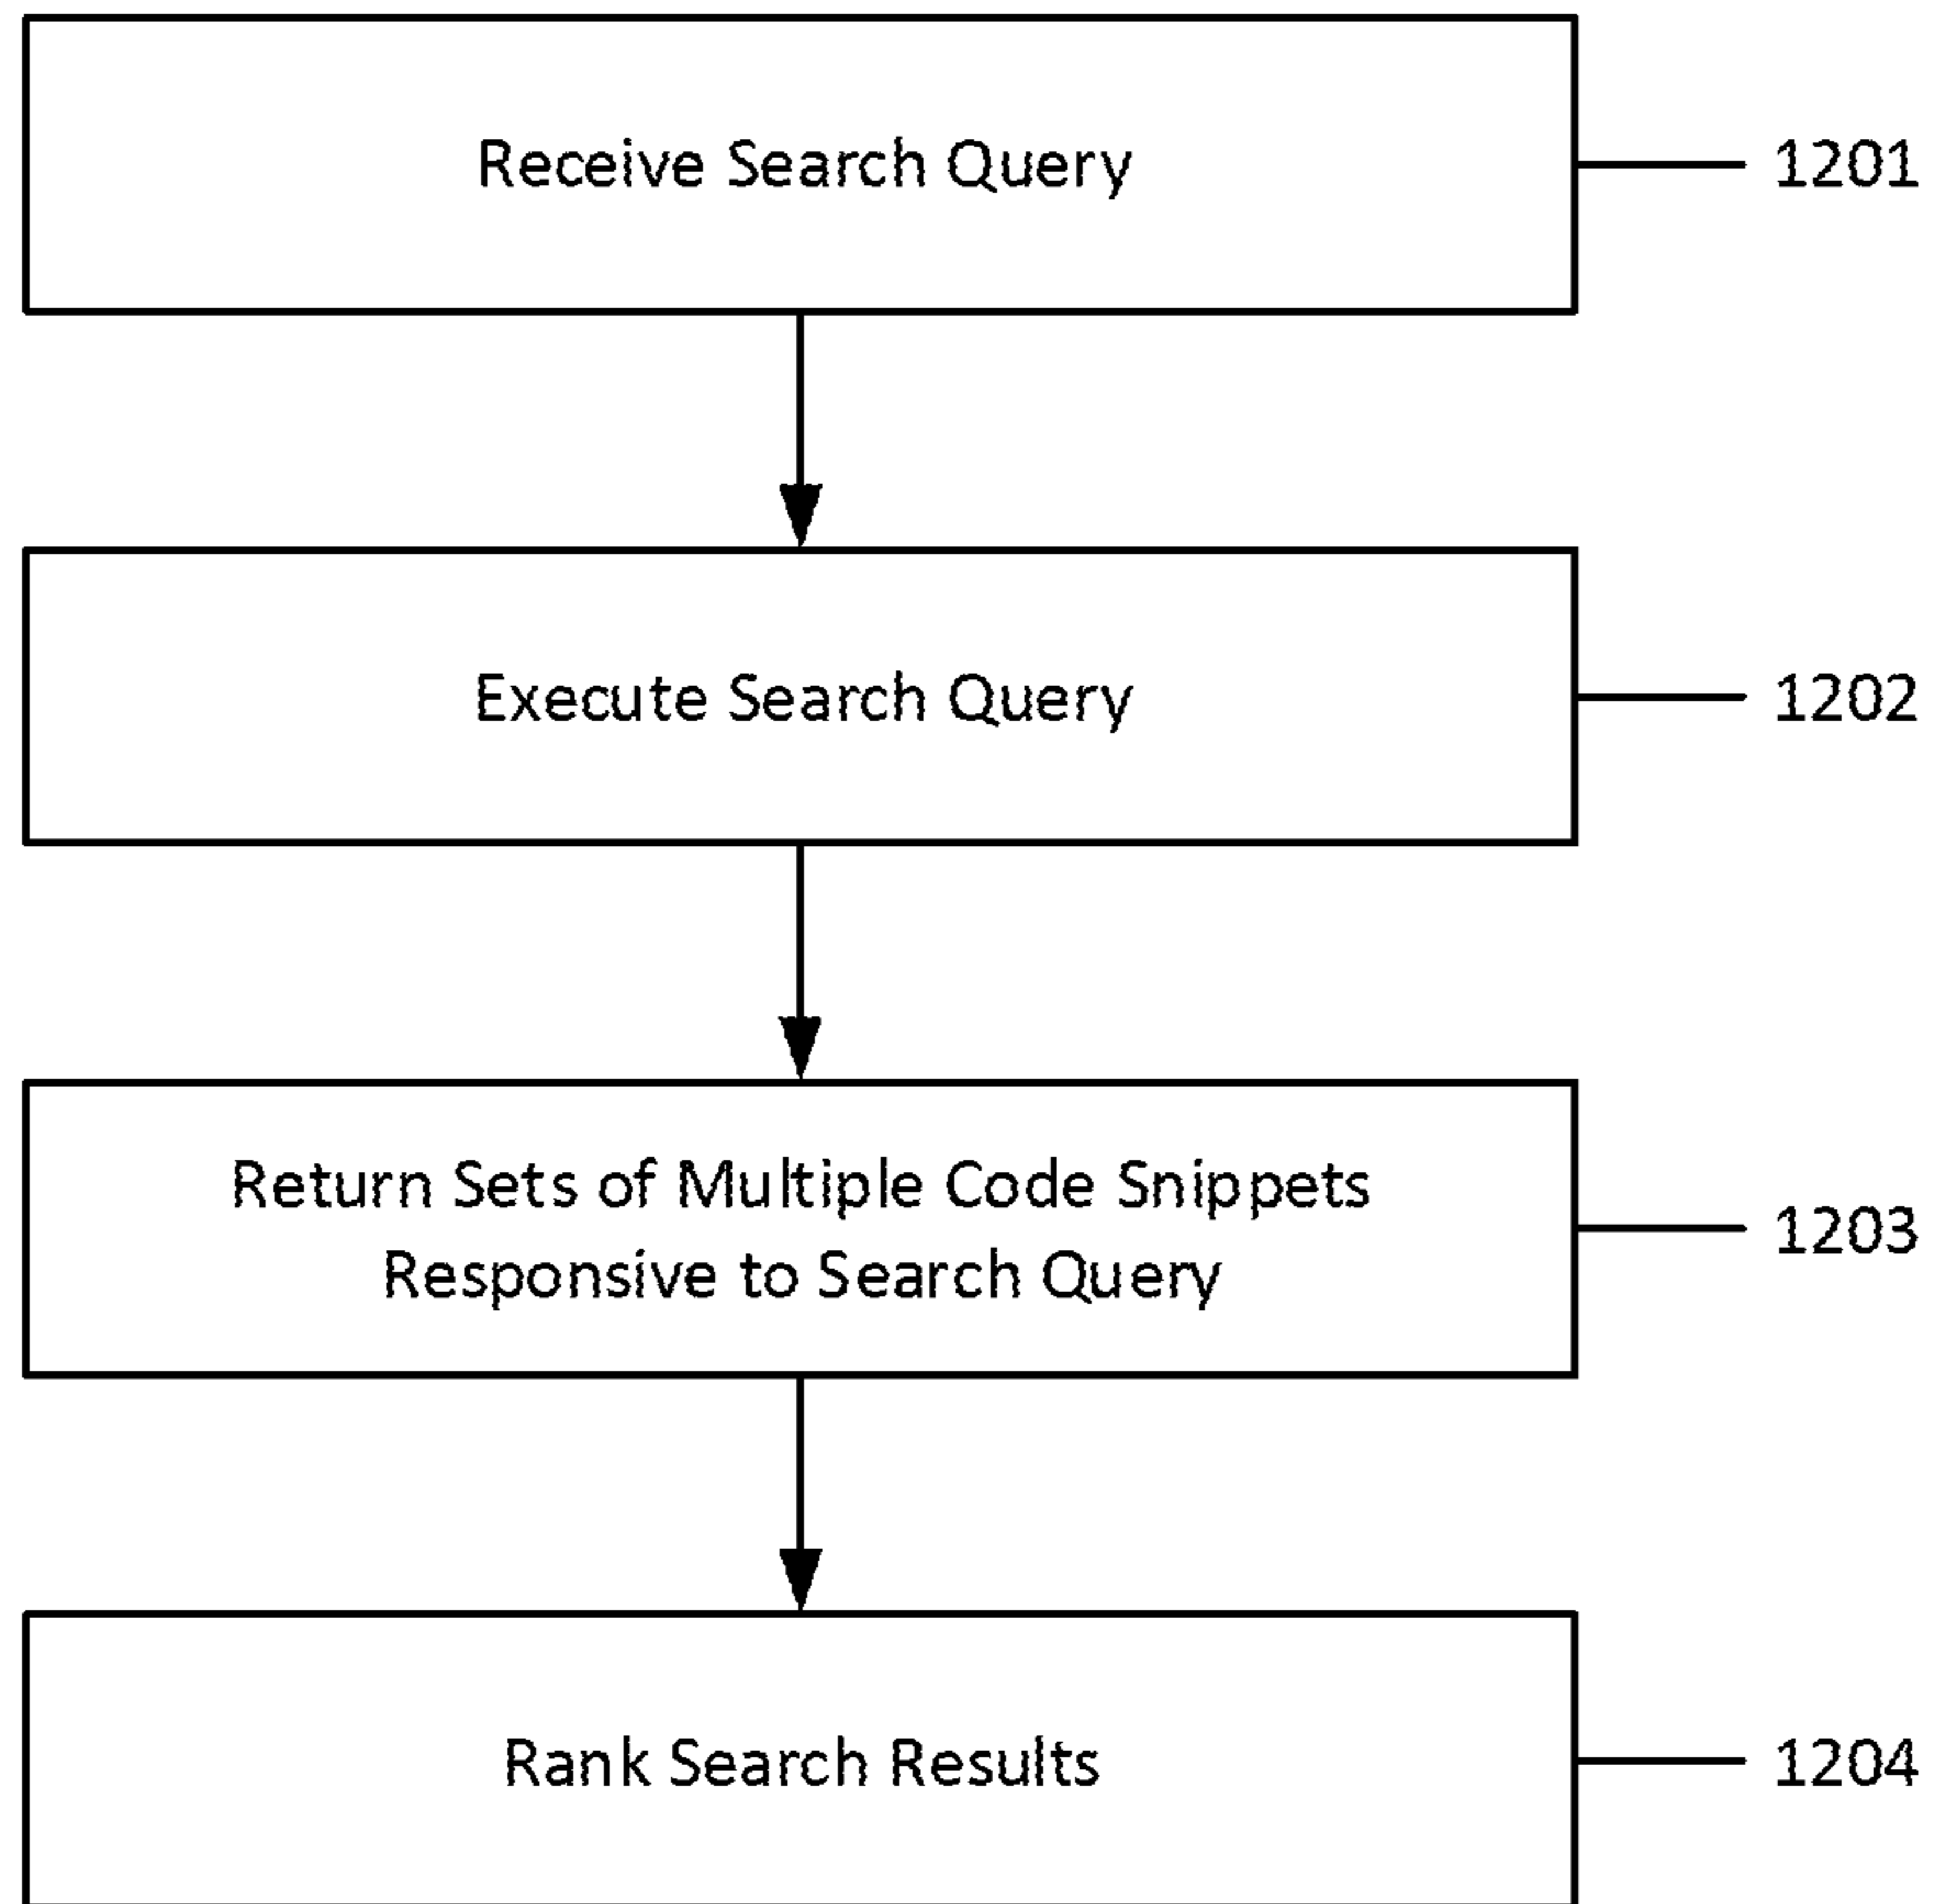 Receive Search Query
1201
Execute Search Query
1202
Return Sets of Multiple Code Snippets
Responsive to Search Query
1203
Rank Search Results
1204